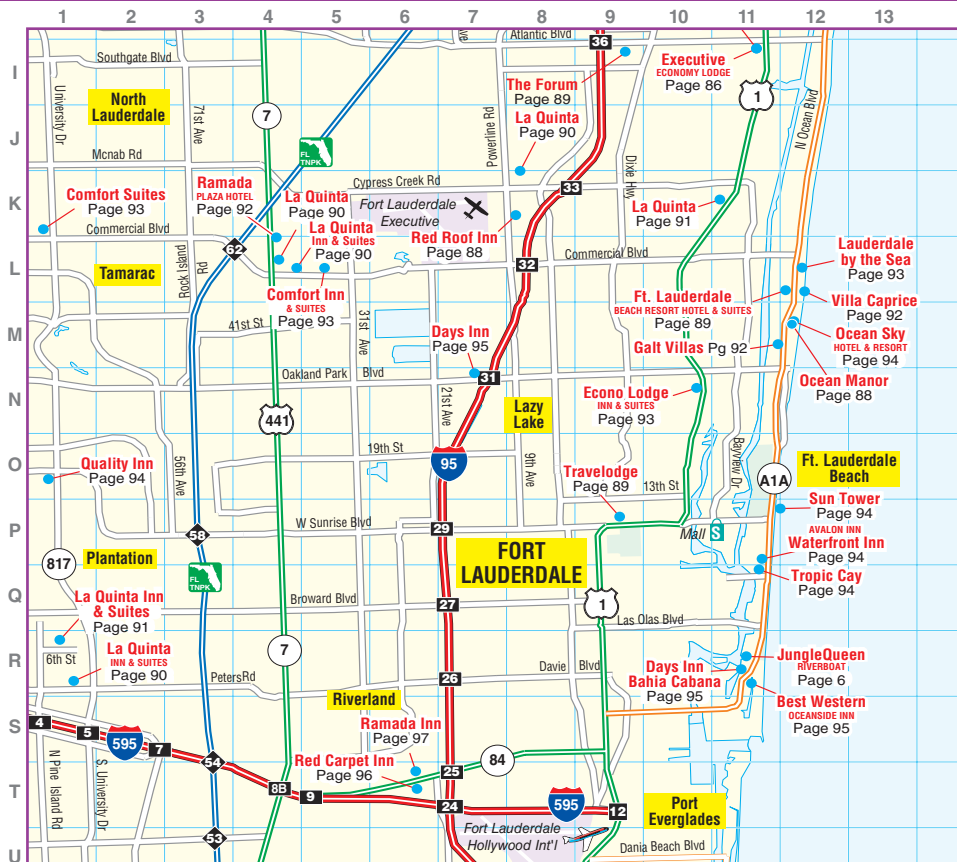 1 2 3 4 5 6 7 8 9 10 11 12 13
I
J
K
L
M
N
O
P
Q
R
S
T
U
Atlantic Blvd
36
Southgate Blvd
Executive
ECONOMY LODGE
Page 86
The Forum
Page 89
North
Lauderdale
University Dr
71st Ave
7
1
N Ocean Blvd
La Quinta
Page 90
Powerline Rd
FL
TNPK
Mcnab Rd
Dixie Hwy
Cypress Creek Rd
33
Comfort Suites
Page 93
Ramada
PLAZA HOTEL
Page 92
La Quinta
Page 90
Fort Lauderdale
Executive
La Quinta
Page 91
Commercial Blvd
La Quinta
INN & SUITES
Page 90
Red Roof Inn
Page 88
62
Commercial Blvd
32
Lauderdale
by the Sea
Page 93
Tamarac
Rock Island
Rd
Comfort Inn
& SUITES
Page 93
Ft. Lauderdale
BEACH RESORT HOTEL & SUITES
Page 89
Villa Caprice
Page 92
41st St
31st Ave
Days Inn
Page 95
Galt Villas Pg 92
Ocean Sky
HOTEL & RESORT
Page 94
Oakland Park Blvd
31
Ocean Manor
Page 88
Econo Lodge
INN & SUITES
Page 93
21st Ave
Lazy
Lake
441
Bayview Dr
19th St
95
9th Ave
Quality Inn
Page 94
56th Ave
Travelodge
Page 89
13th St
A1A
Ft. Lauderdale
Beach
Sun Tower
Page 94
W Sunrise Blvd
29
58
Mall
S
AVALON INN
Waterfront Inn
Page 94
Plantation
817
FORT
LAUDERDALE
Tropic Cay
Page 94
FL
TNPK
La Quinta Inn
& Suites
Page 91
Broward Blvd
27
1
Las Olas Blvd
6th St
7
La Quinta
INN & SUITES
Page 90
Davie Blvd
Days Inn
Bahia Cabana
Page 95
JungleQueen
RIVERBOAT
Page 6
PetersRd
26
Riverland
Best Western
OCEANSIDE INN
Page 95
Ramada Inn
Page 97
4
5
595
7
54
Red Carpet Inn
Page 96
84
25
N Pine Island Rd
S. University Dr
8B
9
24
595
12
Port
Everglades
53
Fort Lauderdale
Hollywood Int'l
Dania Beach Blvd